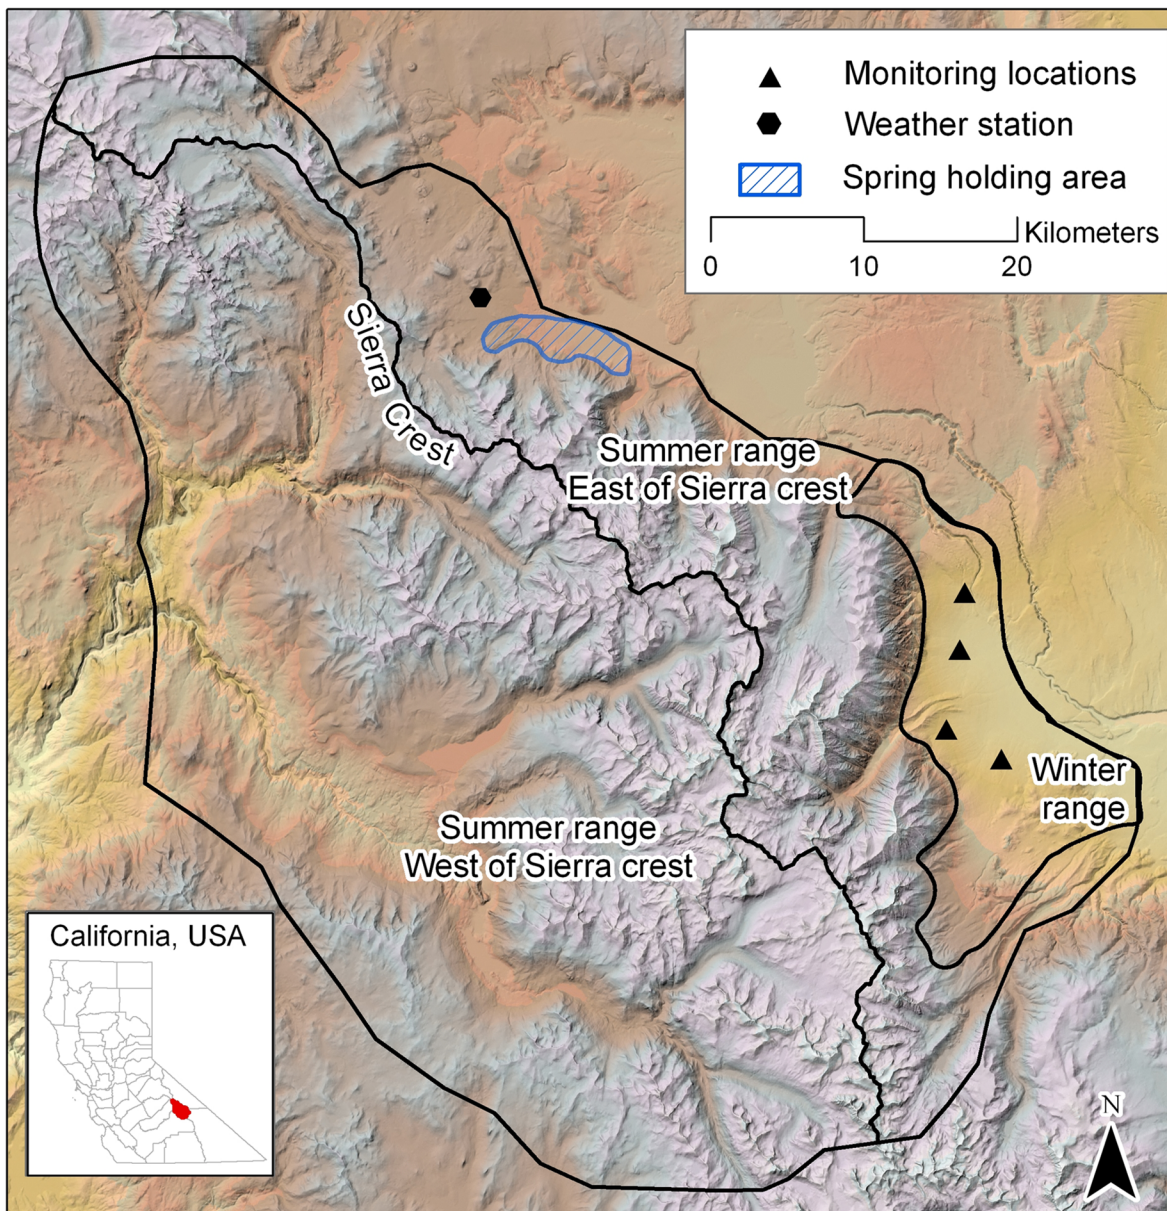 Monitoring locations
Weather station
Spring holding area
Kilometers
0 10 20
Sierra Crest
Summer range
East of Sierra crest
Winter
range
Summer range
West of Sierra crest
California, USA
N